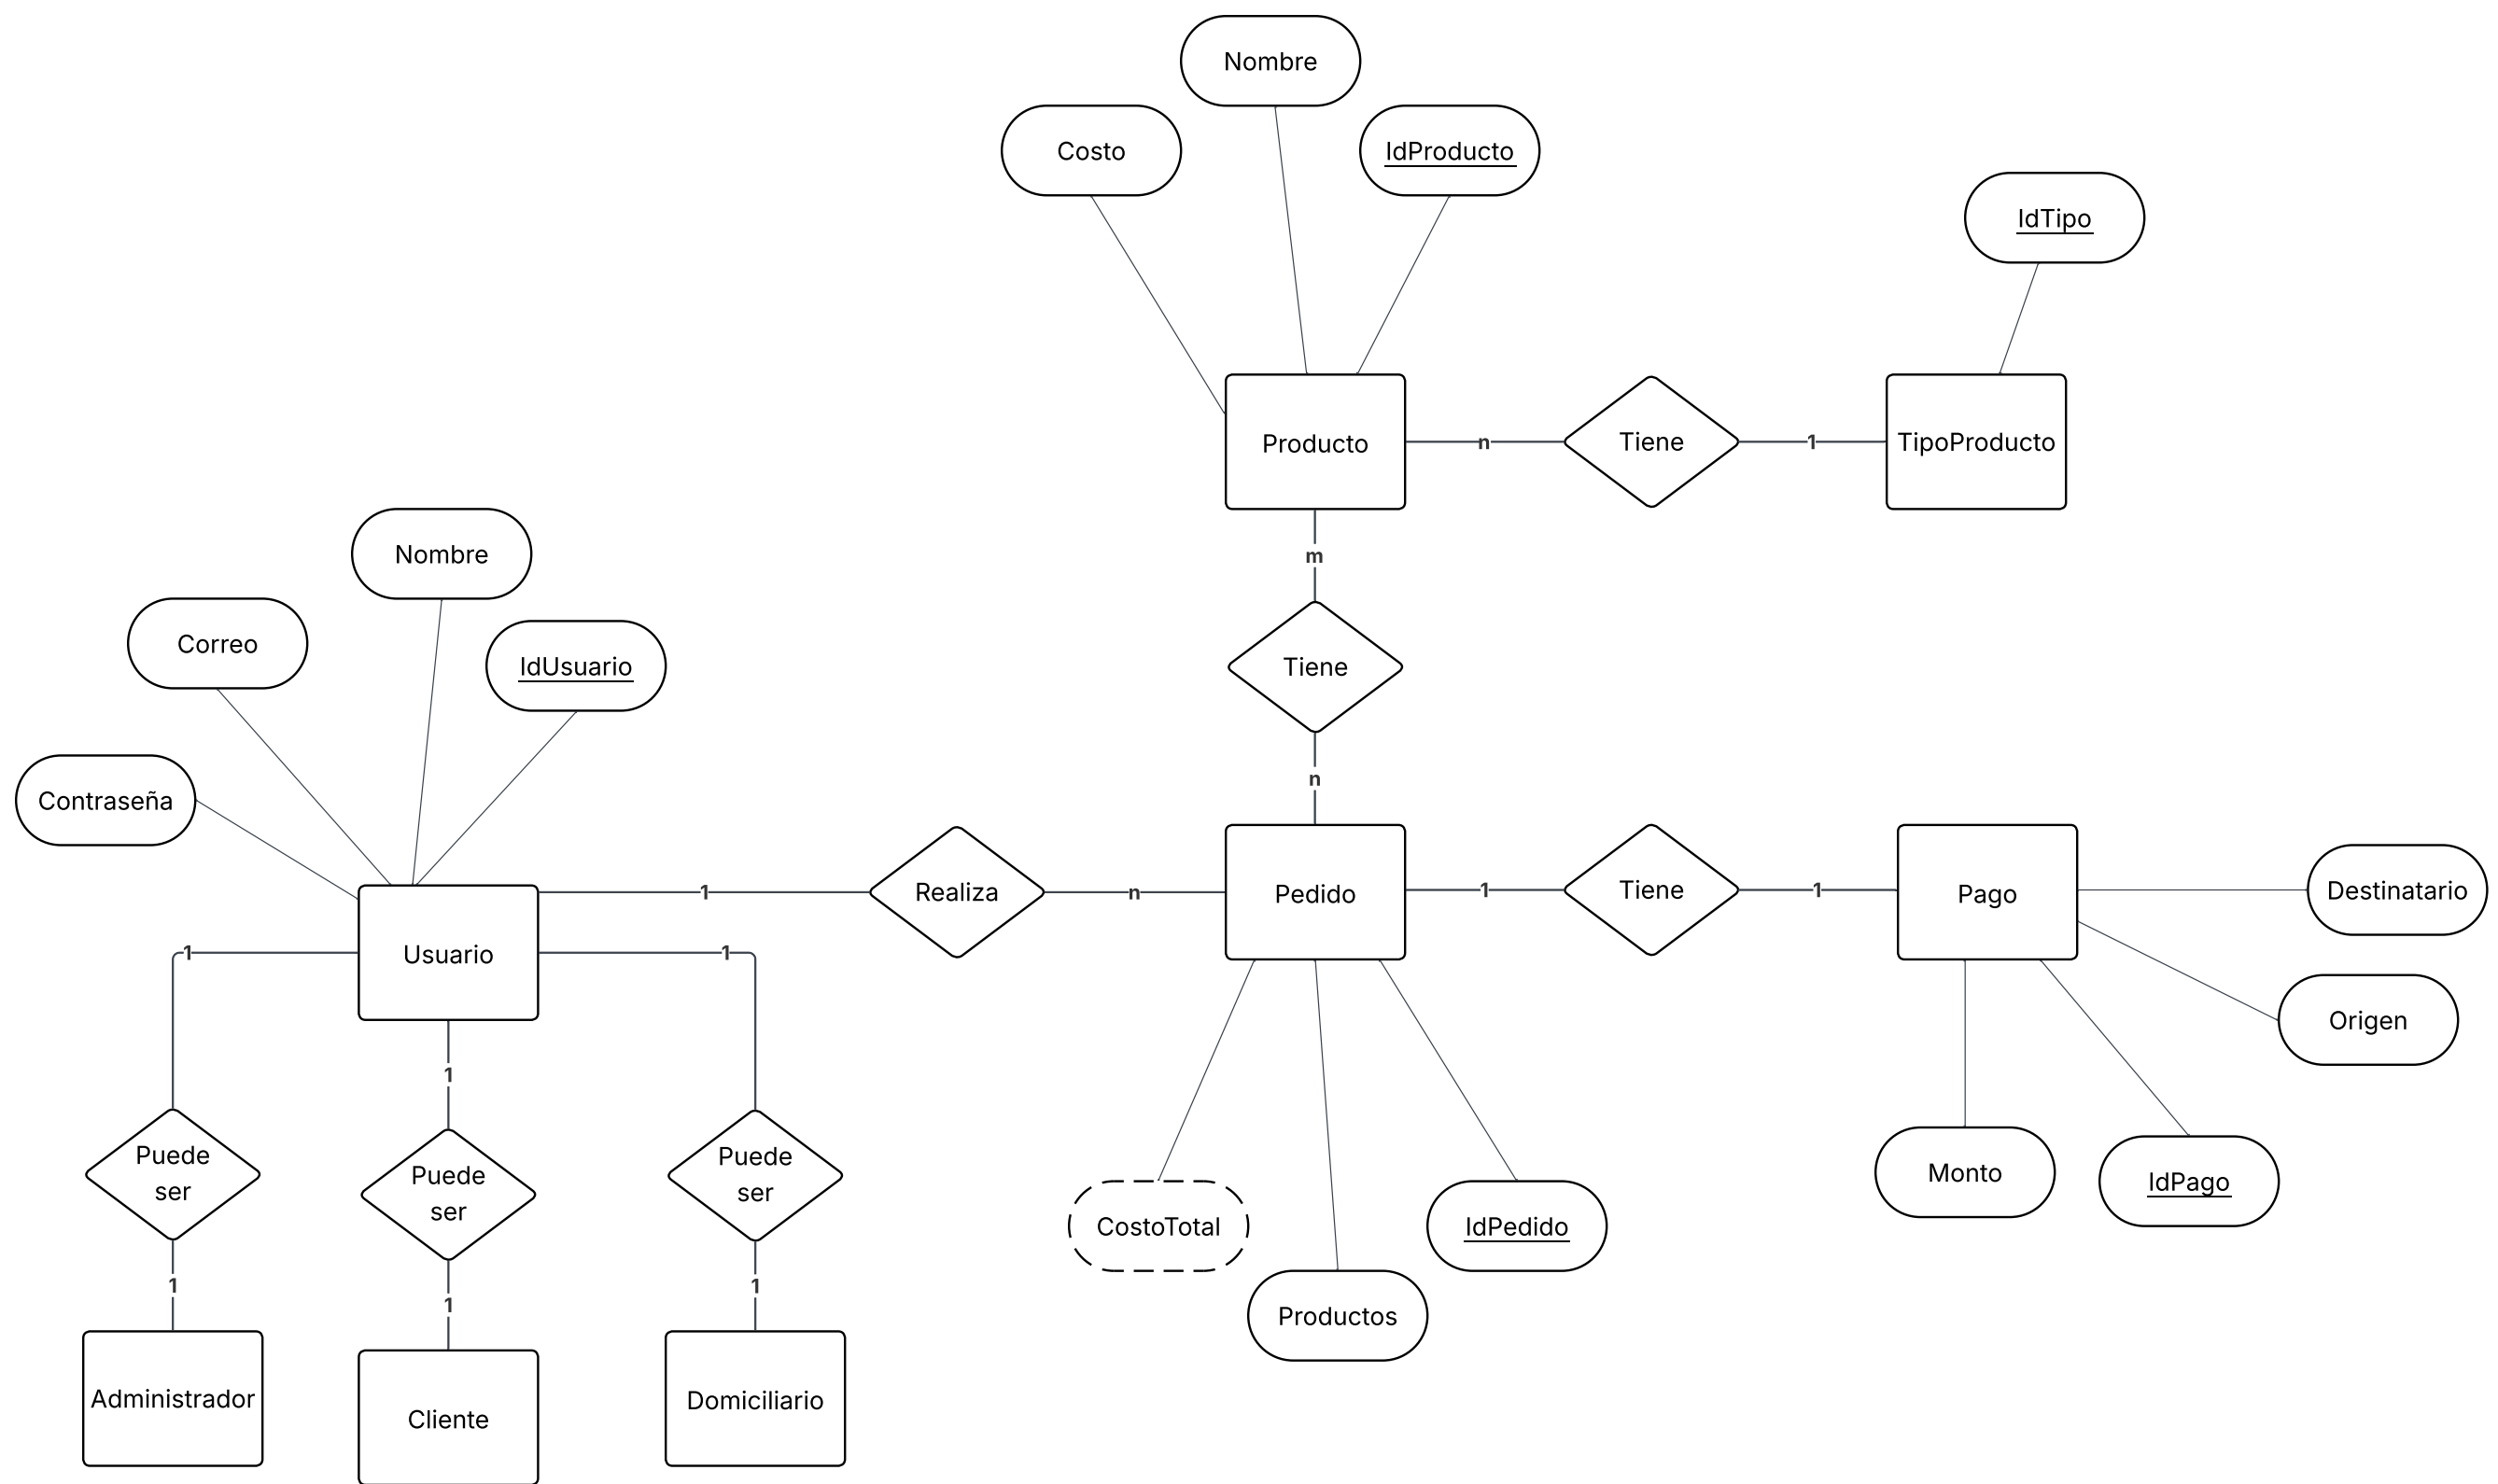 Nombre
Costo
IdProducto
IdTipo
Producto
n
Tiene
1
TipoProducto
m
Tiene
n
Nombre
Correo
IdUsuario
Contraseña
1
Realiza
n
Pedido
1
Tiene
1
Pago
Destinatario
Origen
Monto
IdPago
1
Usuario
1
1
Puede
ser
Puede
ser
Puede
ser
CostoTotal
IdPedido
Productos
1
1
1
Administrador
Cliente
Domiciliario